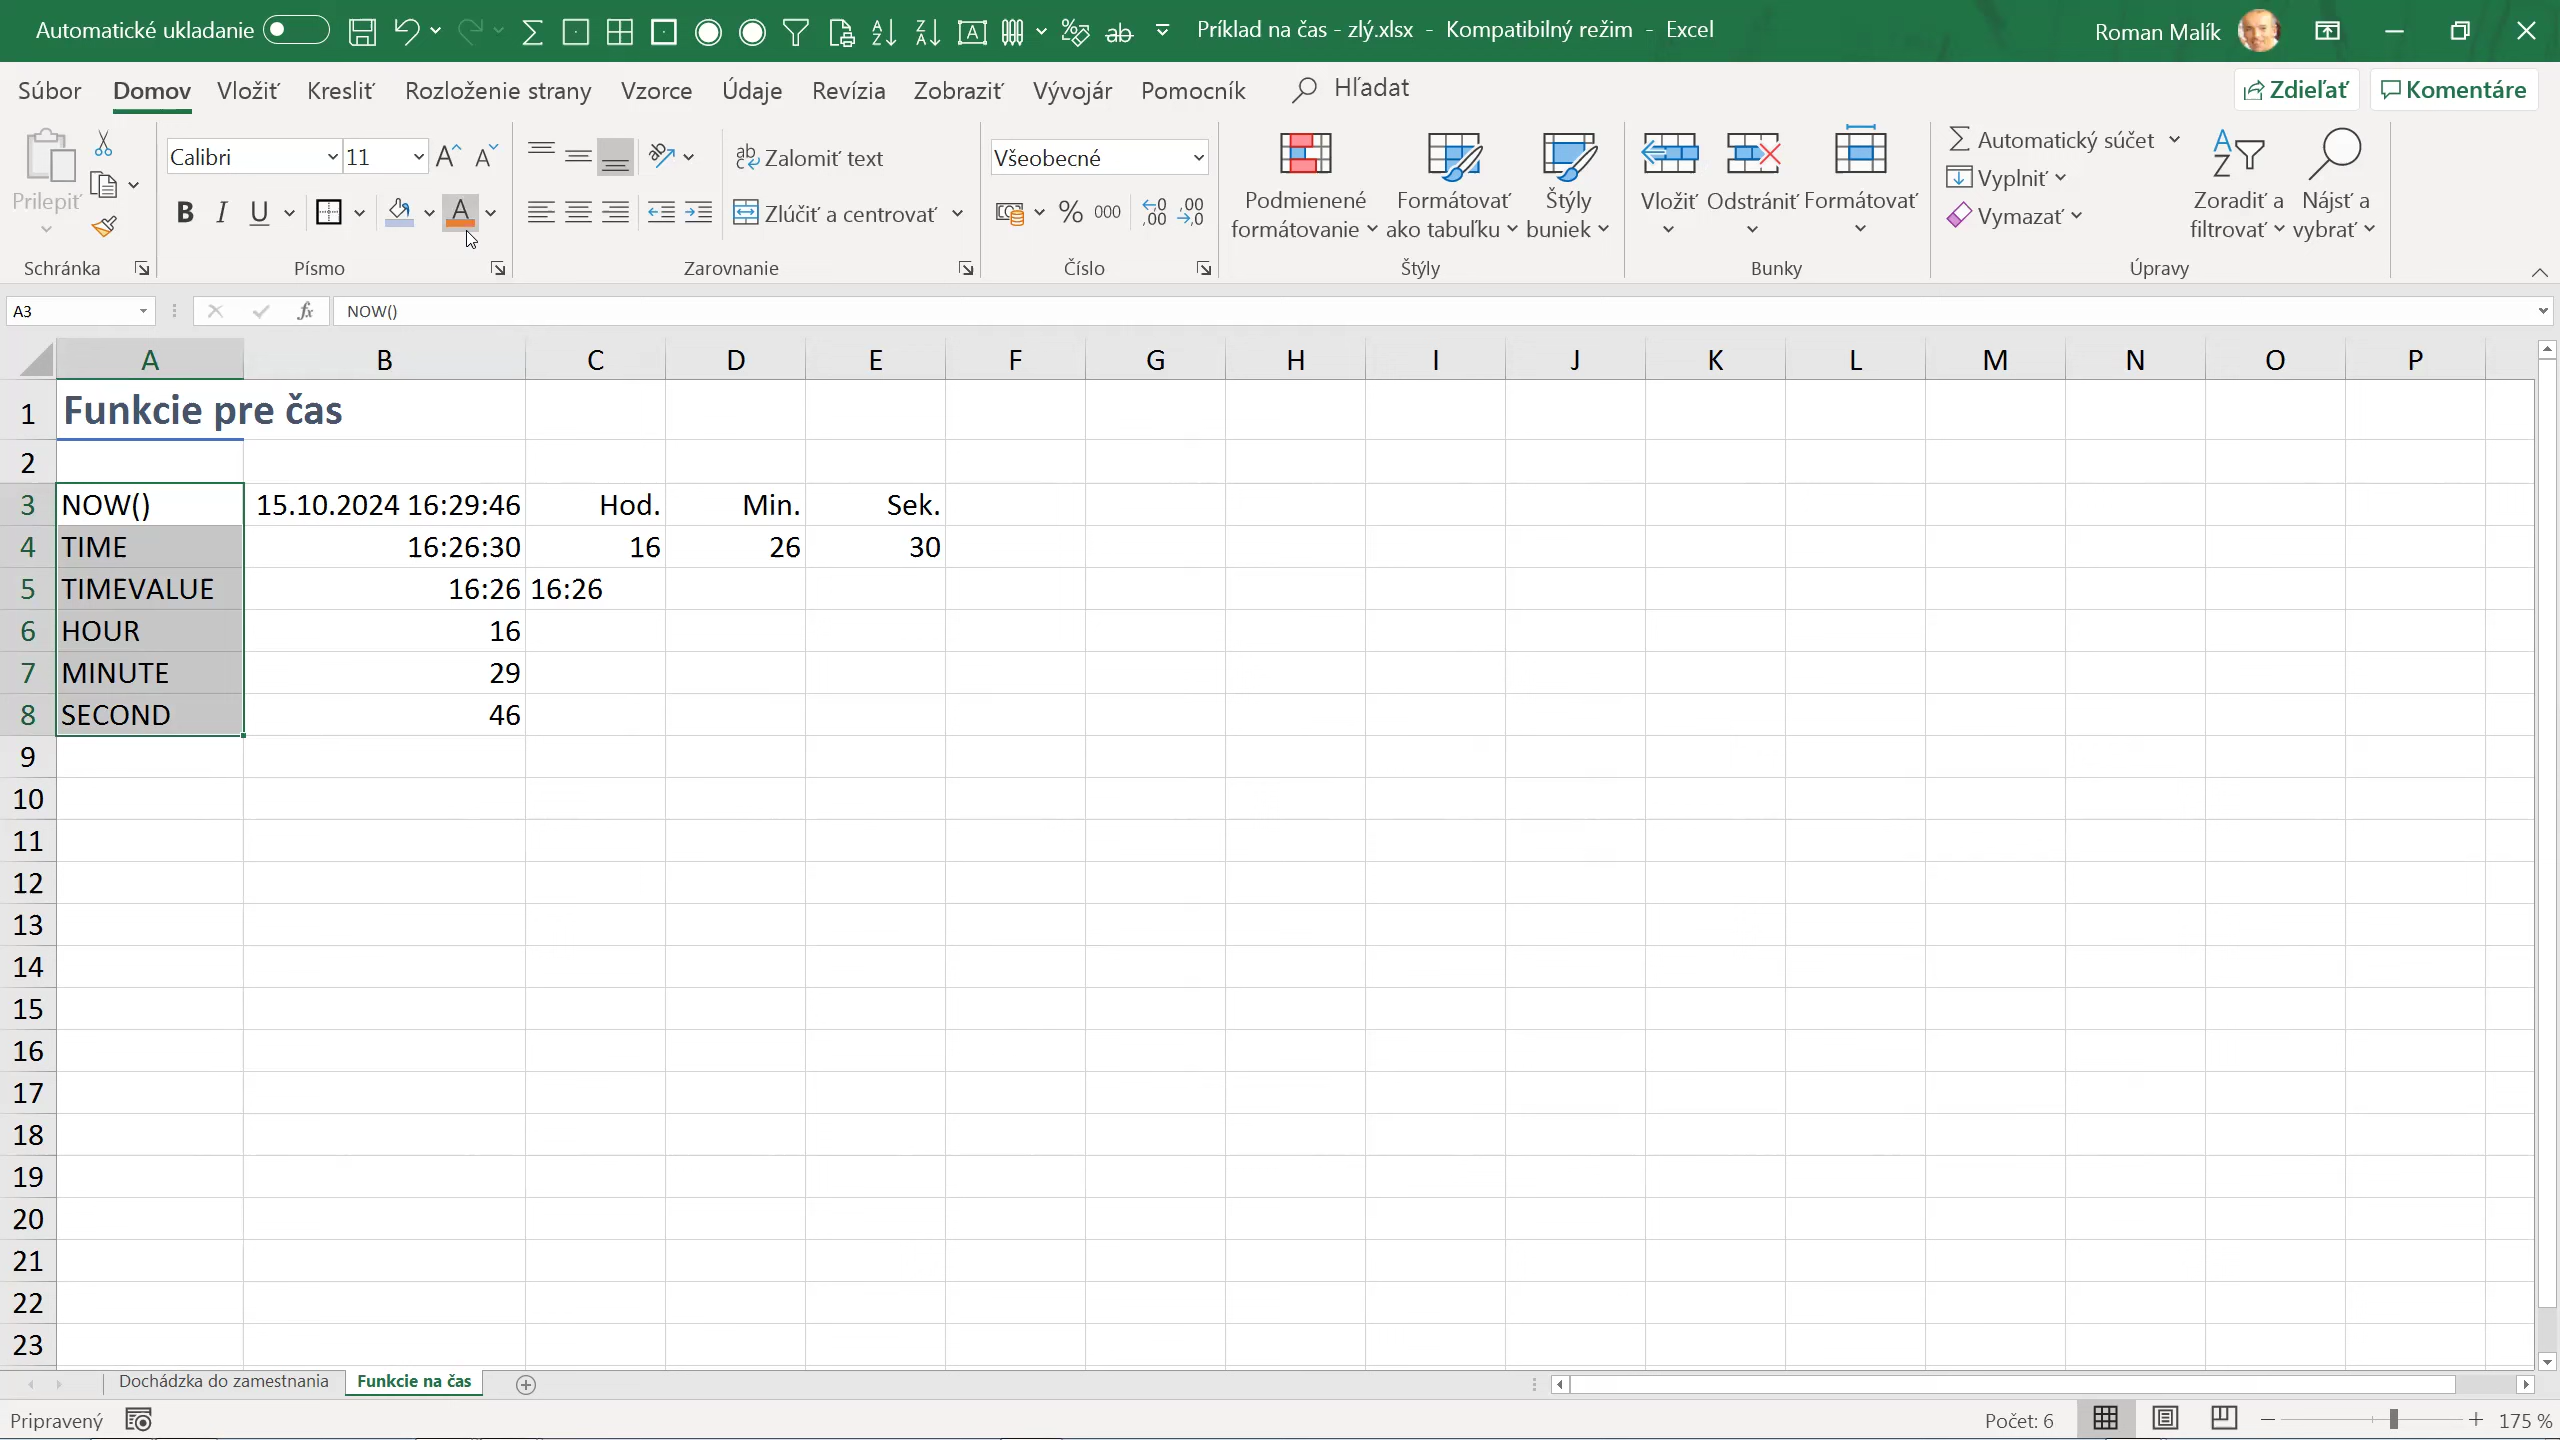 Automatické ukladanie
Príklad na čas - zlý.xlsx - Kompatibilný režim - Excel
Roman Malík
Súbor Domov Vložiť Kresliť Rozloženie strany Vzorce Údaje Revízia Zobraziť Vývojár Pomocník Hľadať Zdieľať Komentáre
Prilepiť
Schránka
Calibri 11
B I U A
Písmo
Zalomiť text
Zlúčiť a centrovať
Zarovnanie
Všeobecné
% 000
Číslo
Podmienené formátovanie
Formátovať ako tabuľku
Štýly buniek
Štýly
Vložiť Odstrániť Formátovať
Bunky
Automatický súčet
Vyplniť
Vymazať
Zoradiť a filtrovať
Nájsť a vybrať
Úpravy
A3 fx NOW()
A B C D E F G H I J K L M N O P
1 Funkcie pre čas
2
3 NOW() 15.10.2024 16:29:46 Hod. Min. Sek.
4 TIME 16:26:30 16 26 30
5 TIMEVALUE 16:26 16:26
6 HOUR 16
7 MINUTE 29
8 SECOND 46
9
10
11
12
13
14
15
16
17
18
19
20
21
22
23
Dochádzka do zamestnania Funkcie na čas
Pripravený Počet: 6 175 %